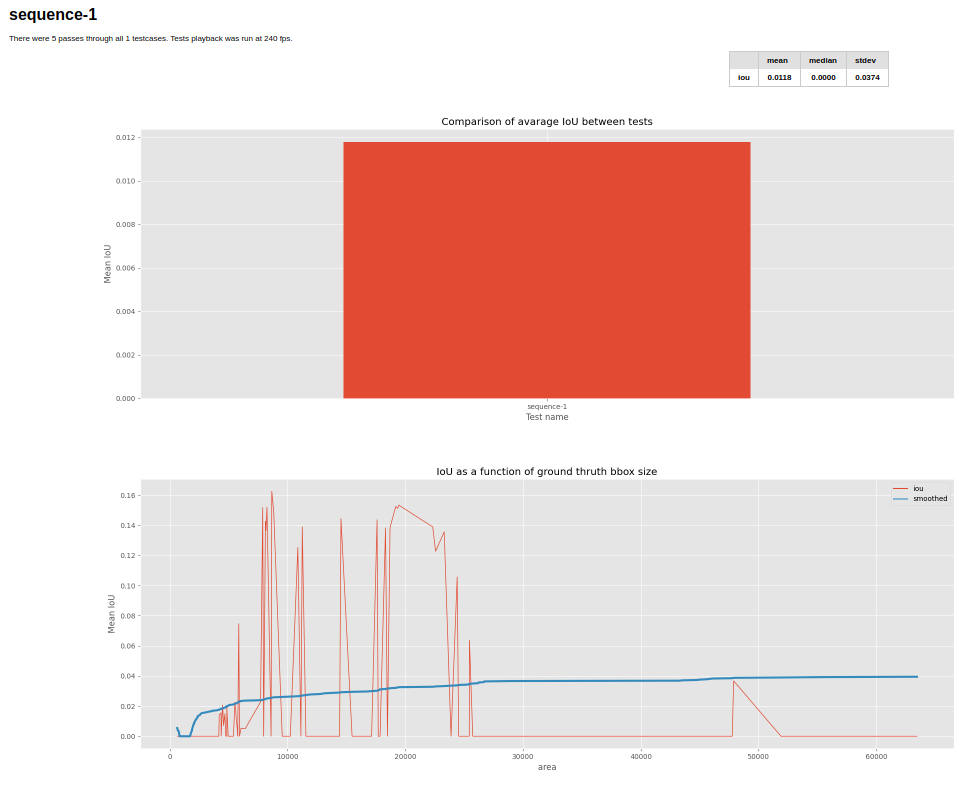 sequence-1
There were 5 passes through all 1 testcases. Tests playback was run at 240 fps.
mean median stdev
iou 0.0118 0.0000 0.0374
Comparison of avarage IoU between tests
0.012
0.010
0.008
0.006
0.004
0.002
0.000
Mean IoU
sequence-1
Test name
IoU as a function of ground thruth bbox size
iou
smoothed
0.16
0.14
0.12
0.10
0.08
0.06
0.04
0.02
0.00
Mean IoU
0 10000 20000 30000 40000 50000 60000
area